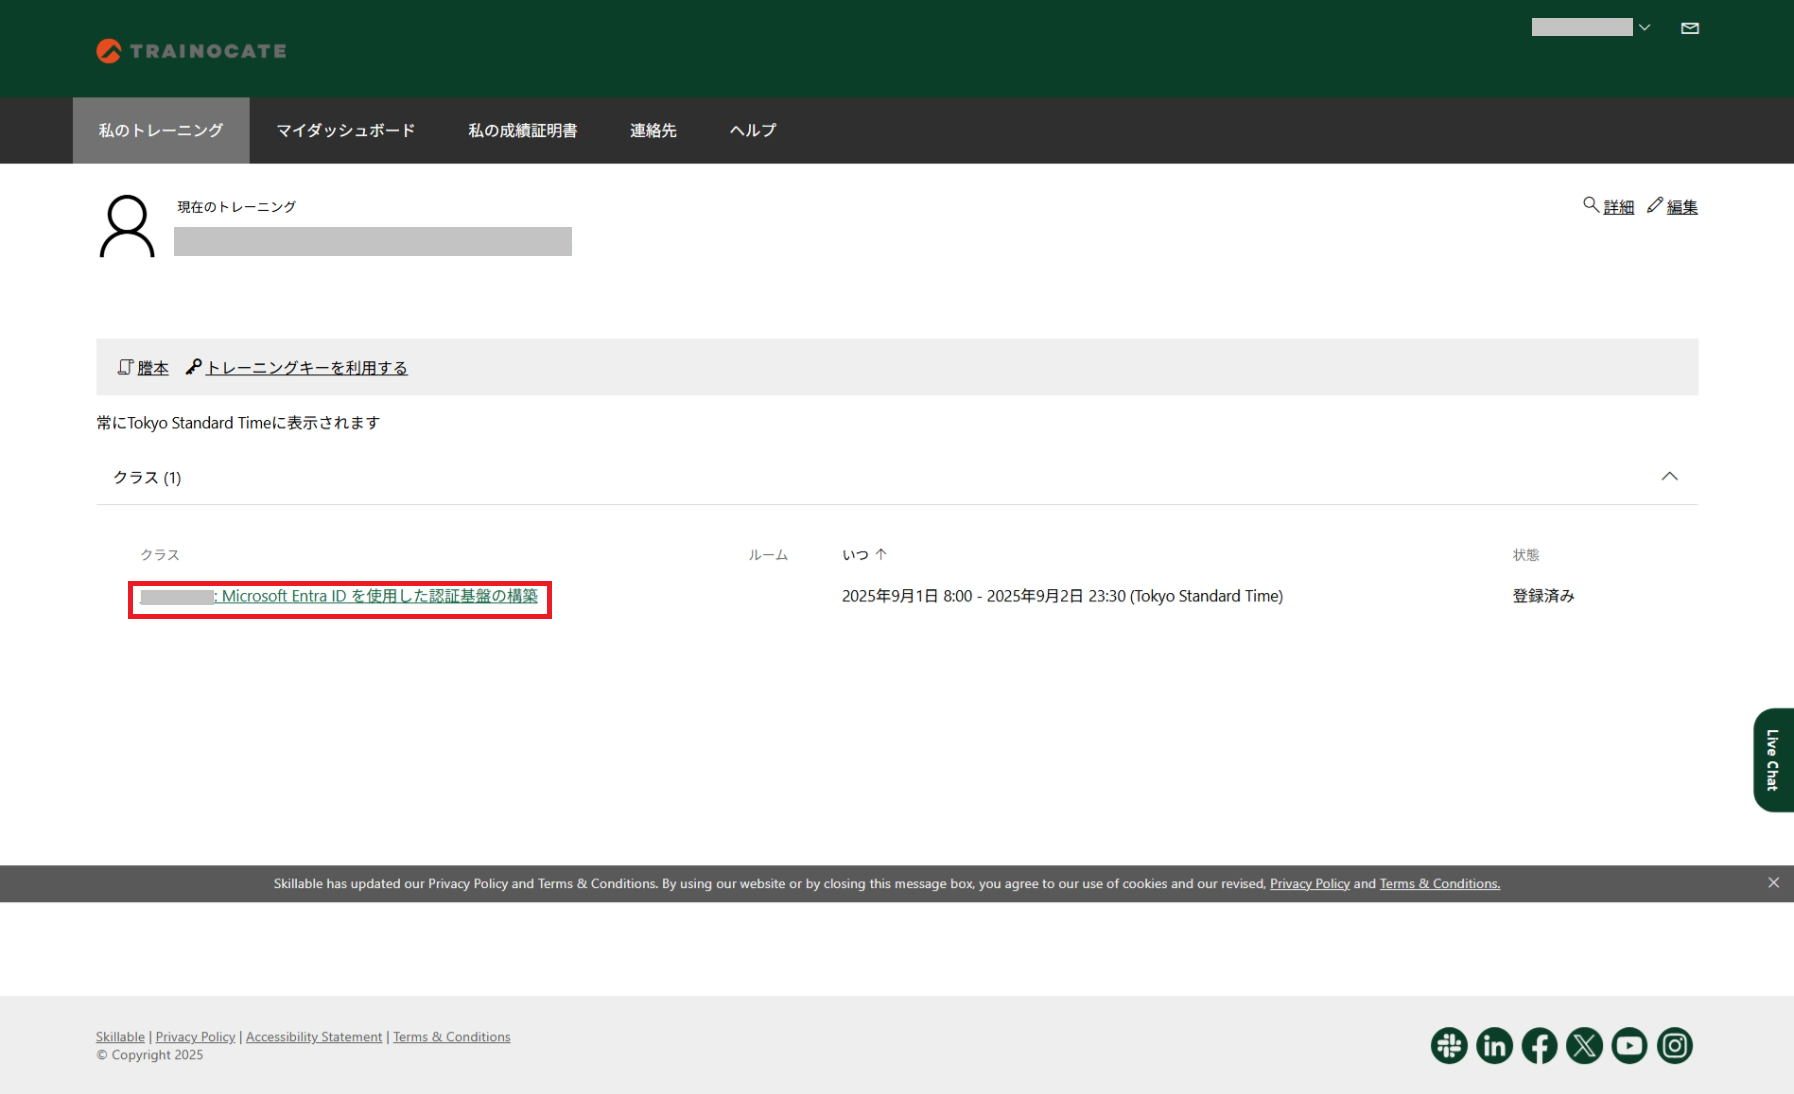 TRAINOCATE
私のトレーニング マイダッシュボード 私の成績証明書 連絡先 ヘルプ
現在のトレーニング
詳細 編集
謄本 トレーニングキーを利用する
常にTokyo Standard Timeに表示されます
クラス (1)
クラス ルーム いつ ↑ 状態
: Microsoft Entra ID を使用した認証基盤の構築 2025年9月1日 8:00 - 2025年9月2日 23:30 (Tokyo Standard Time) 登録済み
Live Chat
Skillable has updated our Privacy Policy and Terms & Conditions. By using our website or by closing this message box, you agree to our use of cookies and our revised, Privacy Policy and Terms & Conditions.
Skillable | Privacy Policy | Accessibility Statement | Terms & Conditions
© Copyright 2025